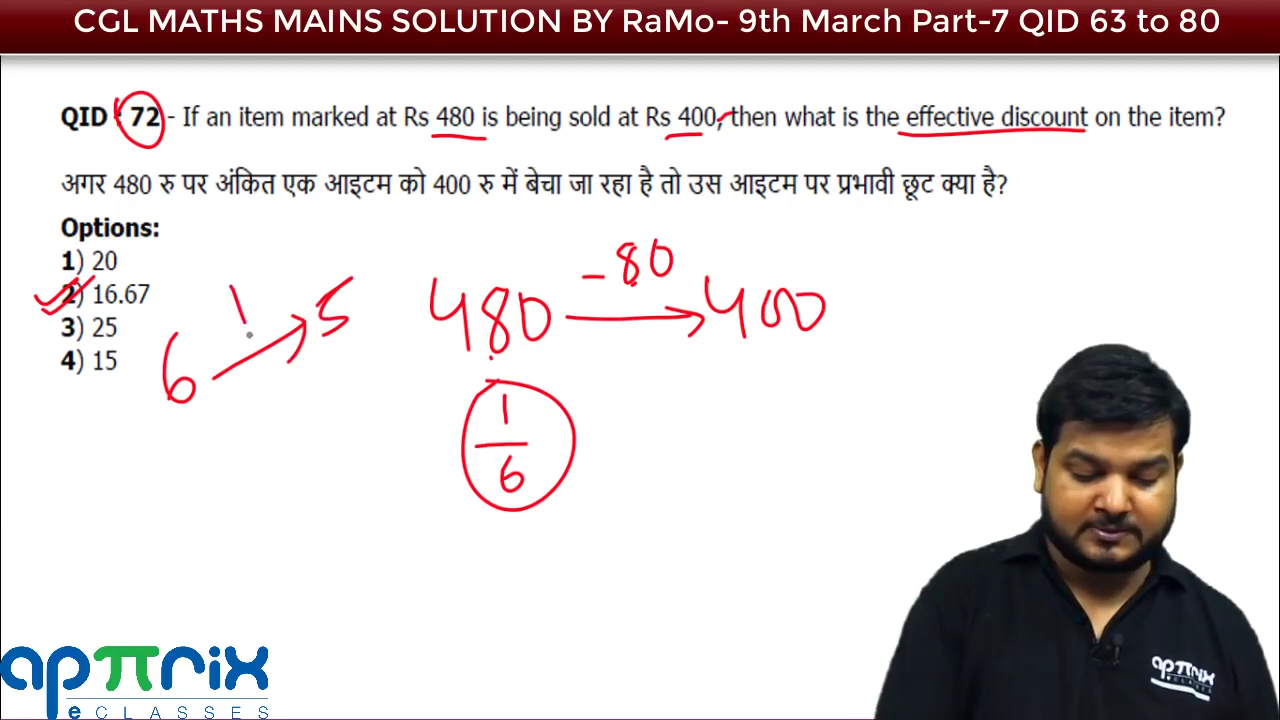 CGL MATHS MAINS SOLUTION BY RaMo- 9th March Part-7 QID 63 to 80
QID : 72 - If an item marked at Rs 480 is being sold at Rs 400, then what is the effective discount on the item?
अगर 480 रु पर अंकित एक आइटम को 400 रु में बेचा जा रहा है तो उस आइटम पर प्रभावी छूट क्या है?
Options:
1) 20
2) 16.67
3) 25
4) 15
6 1 5
480 -80 400
1
6
apπrix
eCLASSES
apπrix
eCLASSES